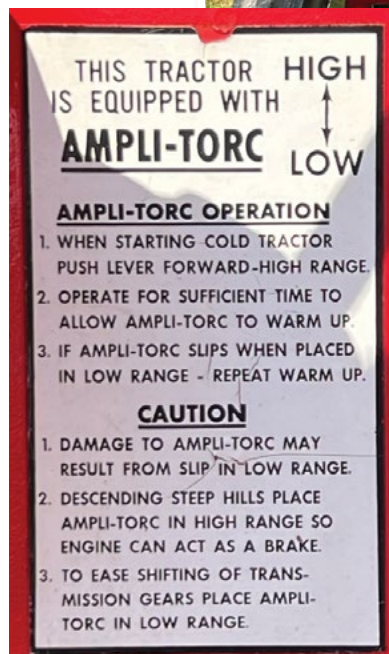 THIS TRACTOR HIGH
IS EQUIPPED WITH
AMPLI-TORC LOW
AMPLI-TORC OPERATION
1. WHEN STARTING COLD TRACTOR
PUSH LEVER FORWARD-HIGH RANGE.
2. OPERATE FOR SUFFICIENT TIME TO
ALLOW AMPLI-TORC TO WARM UP.
3. IF AMPLI-TORC SLIPS WHEN PLACED
IN LOW RANGE - REPEAT WARM UP.
CAUTION
1. DAMAGE TO AMPLI-TORC MAY
RESULT FROM SLIP IN LOW RANGE.
2. DESCENDING STEEP HILLS PLACE
AMPLI-TORC IN HIGH RANGE SO
ENGINE CAN ACT AS A BRAKE.
3. TO EASE SHIFTING OF TRANS-
MISSION GEARS PLACE AMPLI-
TORC IN LOW RANGE.